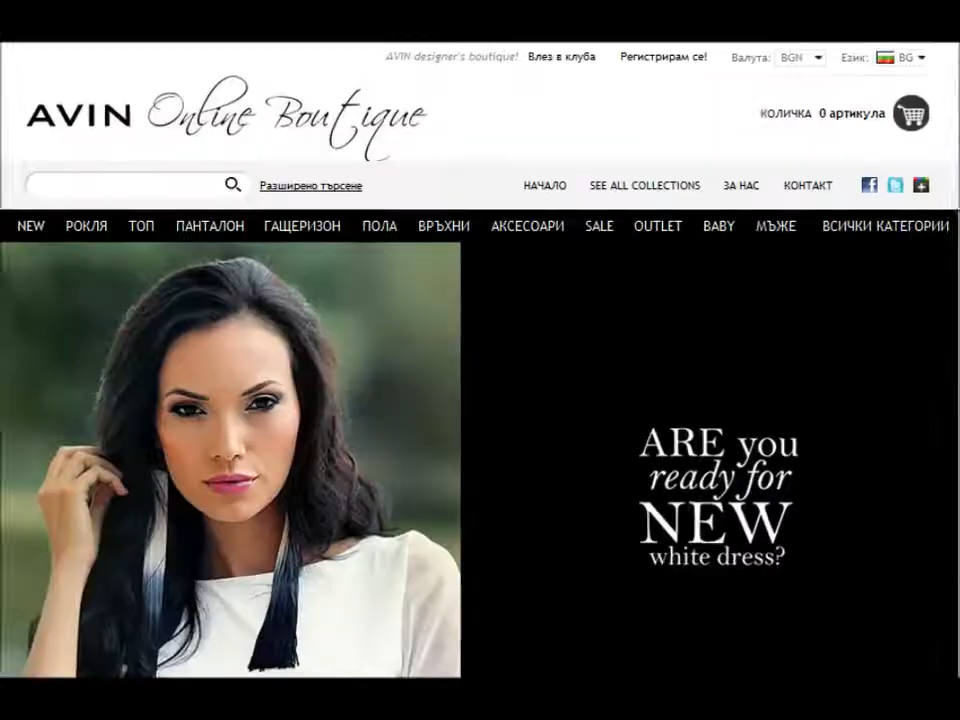 AVIN designer's boutique! Влез в клуба Регистрирам се! Валута: BGN Език: BG
AVIN Online Boutique
КОЛИЧКА 0 артикула
Разширено търсене НАЧАЛО SEE ALL COLLECTIONS ЗА НАС КОНТАКТ
NEW РОКЛЯ ТОП ПАНТАЛОН ГАЩЕРИЗОН ПОЛА ВРЪХНИ АКСЕСОАРИ SALE OUTLET BABY МЪЖЕ ВСИЧКИ КАТЕГОРИИ
ARE you
ready for
NEW
white dress?